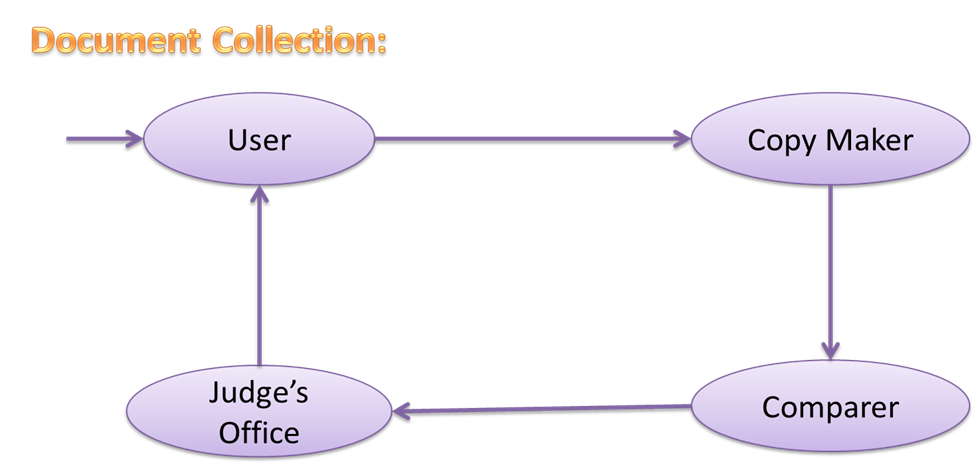 Document Collection:
User
Copy Maker
Judge’s
Office
Comparer